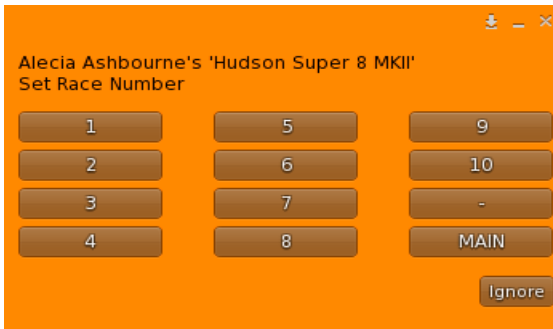 Alecia Ashbourne's 'Hudson Super 8 MKII'
Set Race Number
1 5 9
2 6 10
3 7 -
4 8 MAIN
Ignore